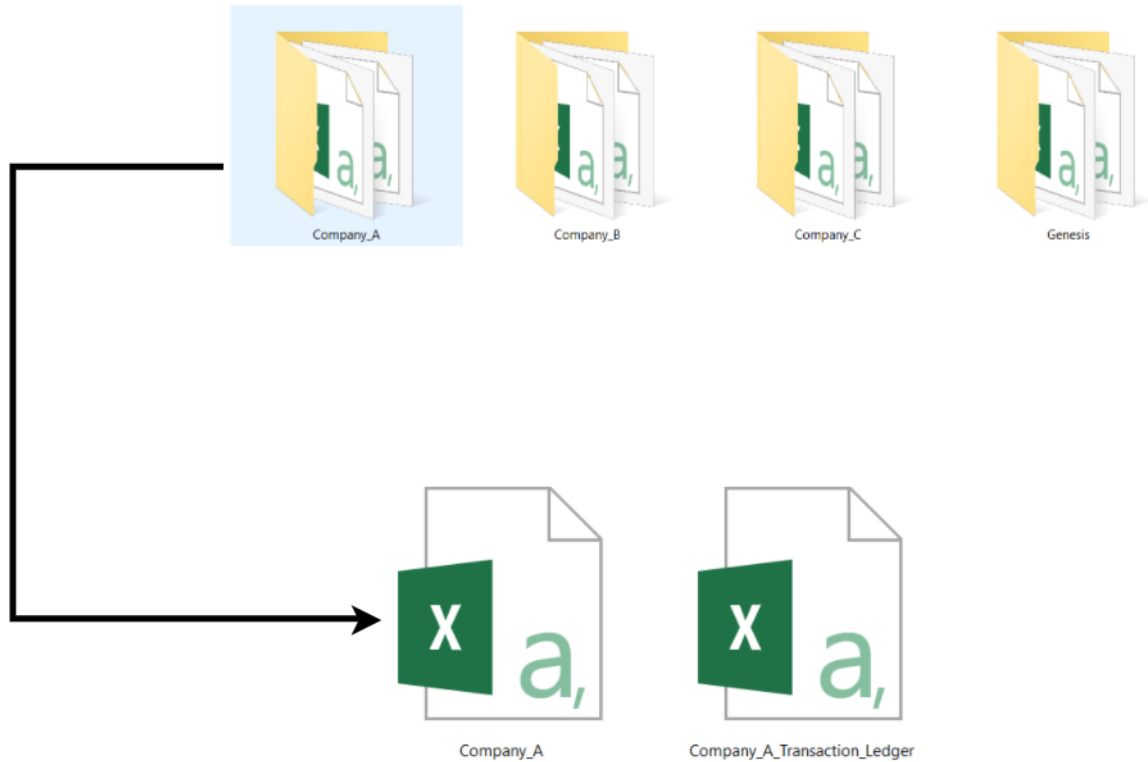 Company_A
Company_B
Company_C
Genesis
X
a,
X
a,
Company_A
Company_A_Transaction_Ledger